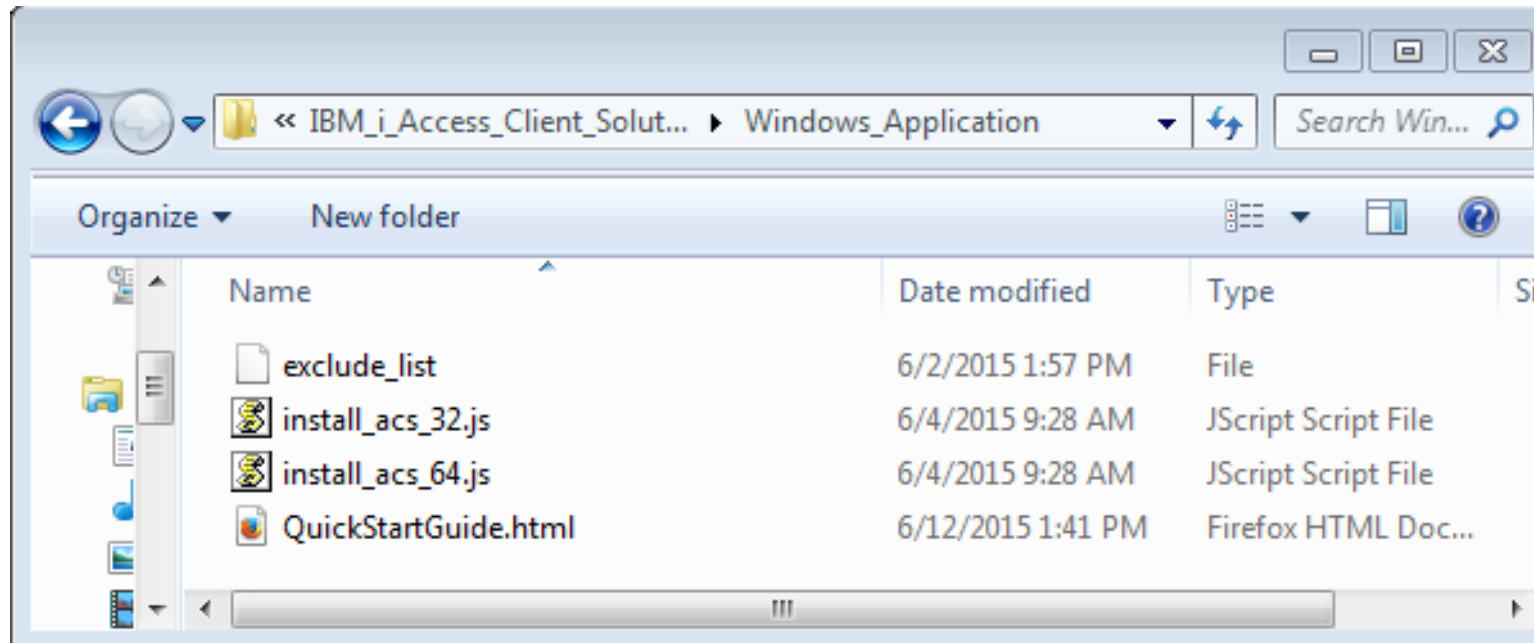 « IBM_i_Access_Client_Solut... ▸ Windows_Application Search Win...
Organize New folder
Name Date modified Type Si
exclude_list 6/2/2015 1:57 PM File
install_acs_32.js 6/4/2015 9:28 AM JScript Script File
install_acs_64.js 6/4/2015 9:28 AM JScript Script File
QuickStartGuide.html 6/12/2015 1:41 PM Firefox HTML Doc...